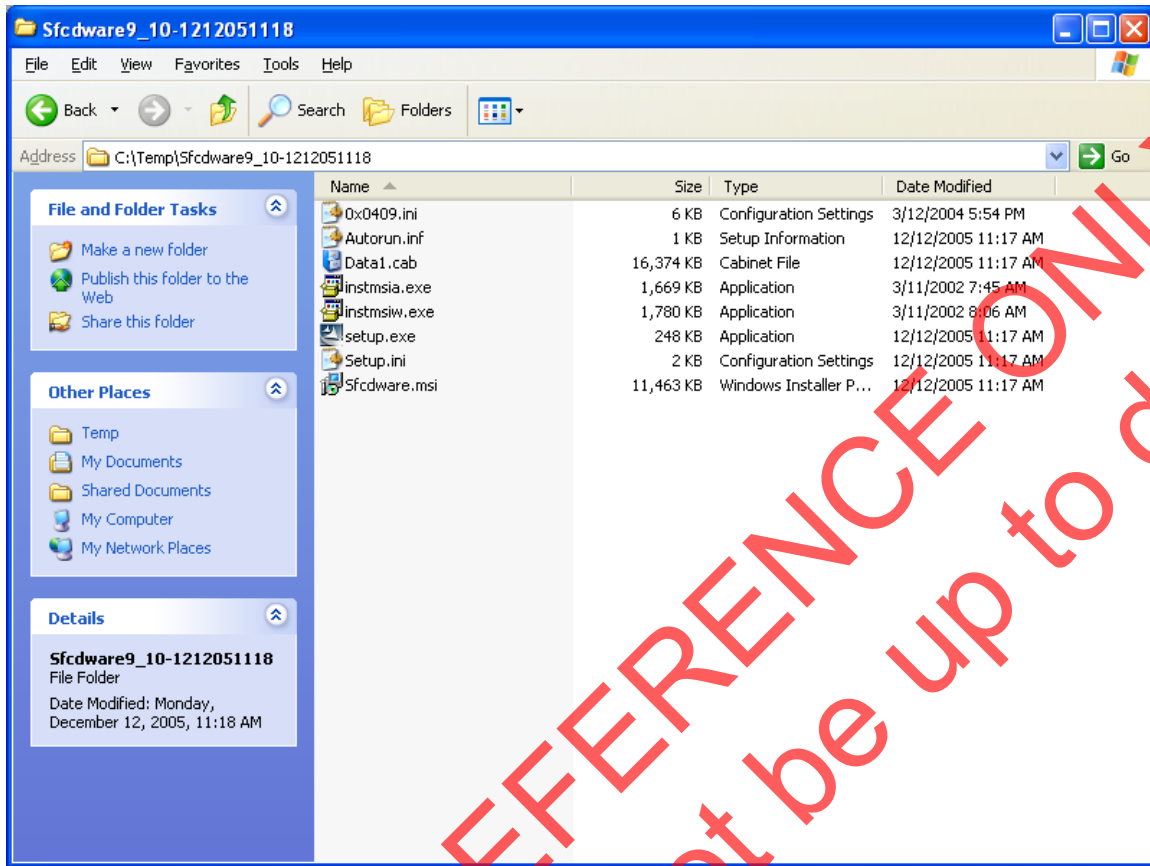 Sfcdware9_10-1212051118
File Edit View Favorites Tools Help
Back Search Folders
Address C:\Temp\Sfcdware9_10-1212051118 Go
File and Folder Tasks
Make a new folder
Publish this folder to the
Web
Share this folder
Other Places
Temp
My Documents
Shared Documents
My Computer
My Network Places
Details
Sfcdware9_10-1212051118
File Folder
Date Modified: Monday,
December 12, 2005, 11:18 AM
Name Size Type Date Modified
0x0409.ini 6 KB Configuration Settings 3/12/2004 5:54 PM
Autorun.inf 1 KB Setup Information 12/12/2005 11:17 AM
Data1.cab 16,374 KB Cabinet File 12/12/2005 11:17 AM
instmsia.exe 1,669 KB Application 3/11/2002 7:45 AM
instmsiw.exe 1,780 KB Application 3/11/2002 8:06 AM
setup.exe 248 KB Application 12/12/2005 11:17 AM
Setup.ini 2 KB Configuration Settings 12/12/2005 11:17 AM
Sfcdware.msi 11,463 KB Windows Installer P... 12/12/2005 11:17 AM
be up to